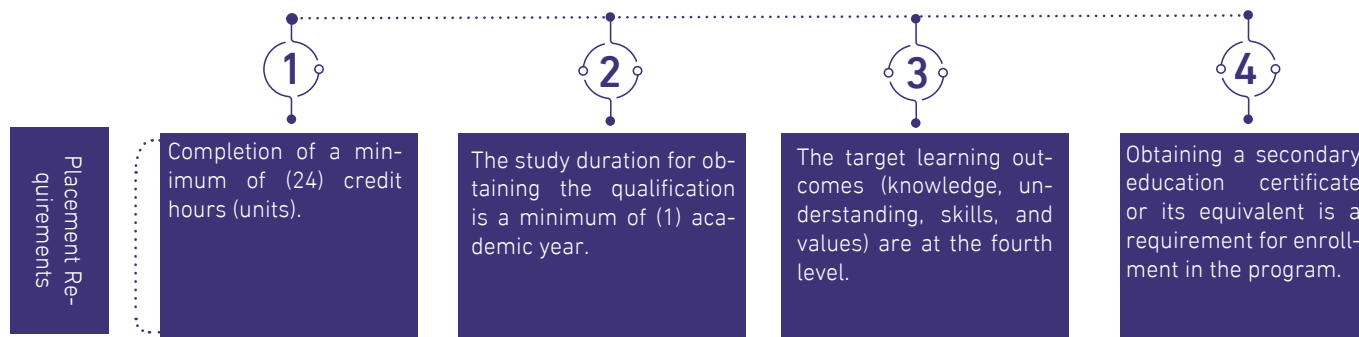 1
2
3
4
Placement Re-
quirements
Completion of a min-
imum of (24) credit
hours (units).
The study duration for ob-
taining the qualification
is a minimum of (1) aca-
demic year.
The target learning out-
comes (knowledge, un-
derstanding, skills, and
values) are at the fourth
level.
Obtaining a secondary
education certificate
or its equivalent is a
requirement for enroll-
ment in the program.